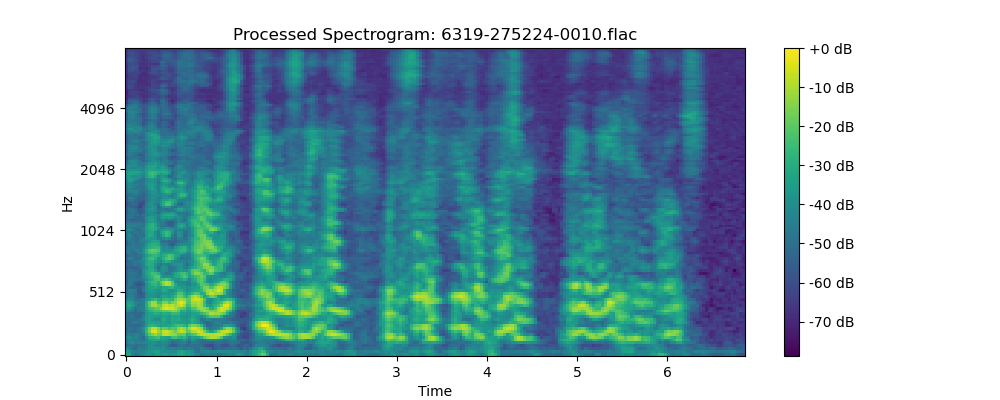 Processed Spectrogram: 6319-275224-0010.flac
+0 dB
4096
2048
1024
512
0
Hz
0 1 2 3 4 5 6
Time
-10 dB
-20 dB
-30 dB
-40 dB
-50 dB
-60 dB
-70 dB